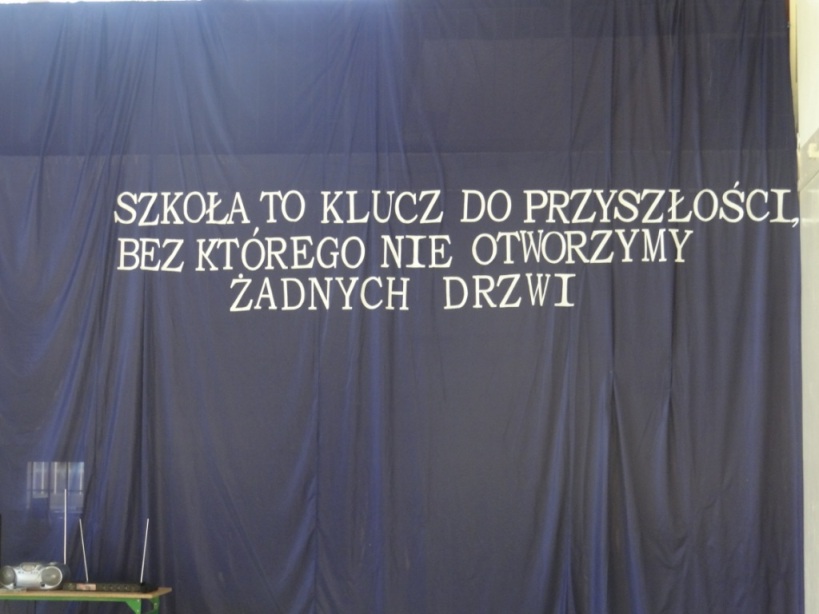 SZKOŁA TO KLUCZ DO PRZYSZŁOŚCI,
BEZ KTÓREGO NIE OTWORZYMY
ŻADNYCH DRZWI